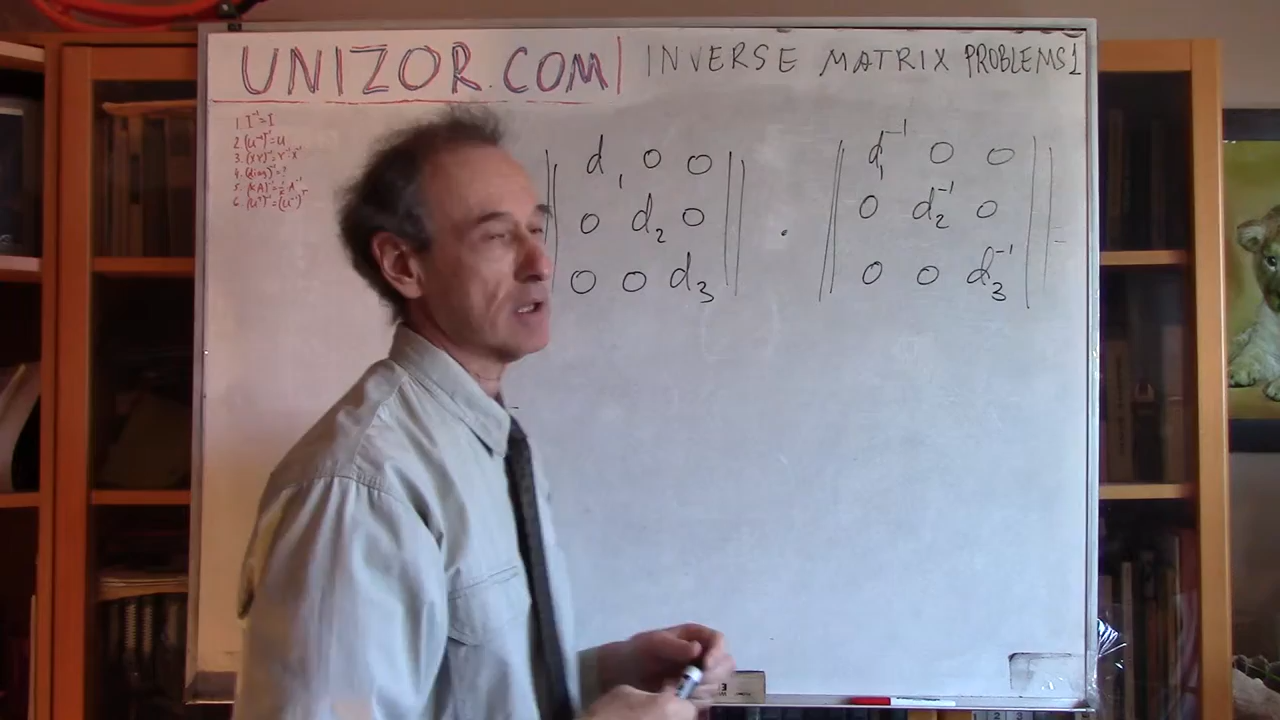 UNIZOR.COM | INVERSE MATRIX PROBLEMS 1
1. I⁻¹=I
2. (U⁻¹)⁻¹=U
3. (XY)⁻¹=Y⁻¹X⁻¹
4. (diag)⁻¹=?
5. (KA)⁻¹=1/K A⁻¹
6. (Uᵀ)⁻¹=(U⁻¹)ᵀ
‖ d₁ 0 0 ‖ ‖ d₁⁻¹ 0 0 ‖
‖ 0 d₂ 0 ‖ · ‖ 0 d₂⁻¹ 0 ‖ =
‖ 0 0 d₃ ‖ ‖ 0 0 d₃⁻¹ ‖